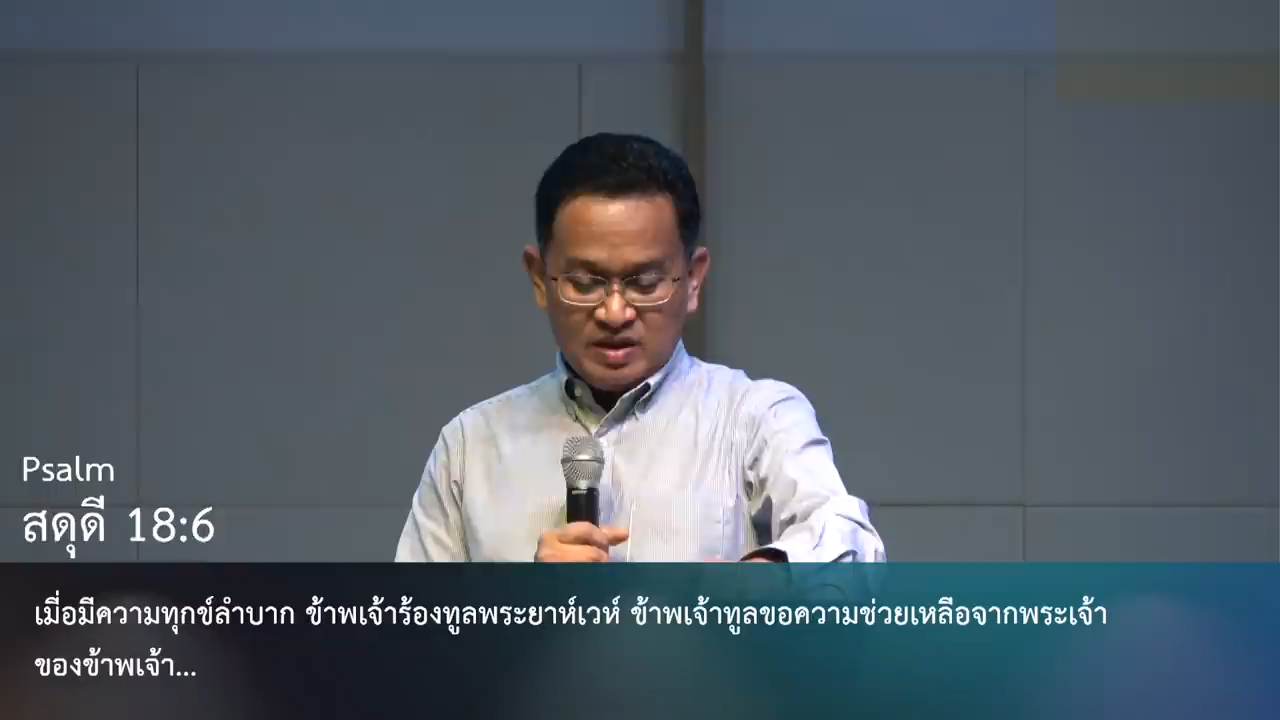 Psalm
สดุดี 18:6
เมื่อมีความทุกข์ลำบาก ข้าพเจ้าร้องทูลพระยาห์เวห์ ข้าพเจ้าทูลขอความช่วยเหลือจากพระเจ้า
ของข้าพเจ้า...